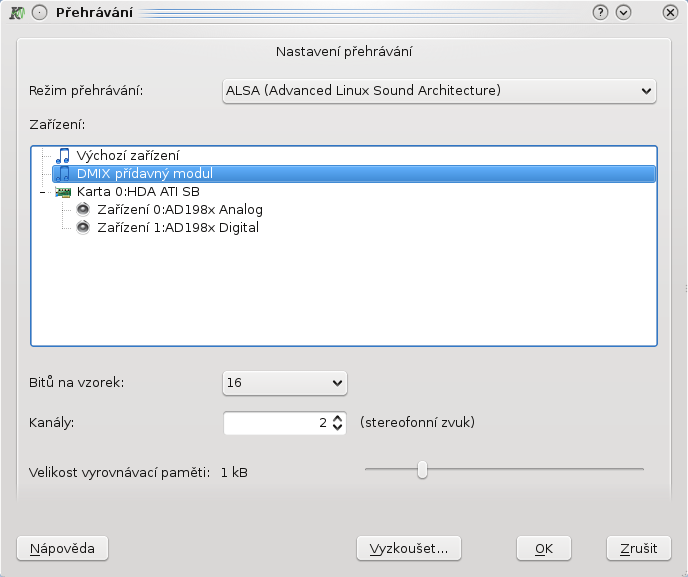 Přehrávání
Nastavení přehrávání
Režim přehrávání: ALSA (Advanced Linux Sound Architecture)
Zařízení:
Výchozí zařízení
DMIX přídavný modul
Karta 0:HDA ATI SB
Zařízení 0:AD198x Analog
Zařízení 1:AD198x Digital
Bitů na vzorek: 16
Kanály: 2 (stereofonní zvuk)
Velikost vyrovnávací paměti: 1 kB
Nápověda Vyzkoušet... OK Zrušit